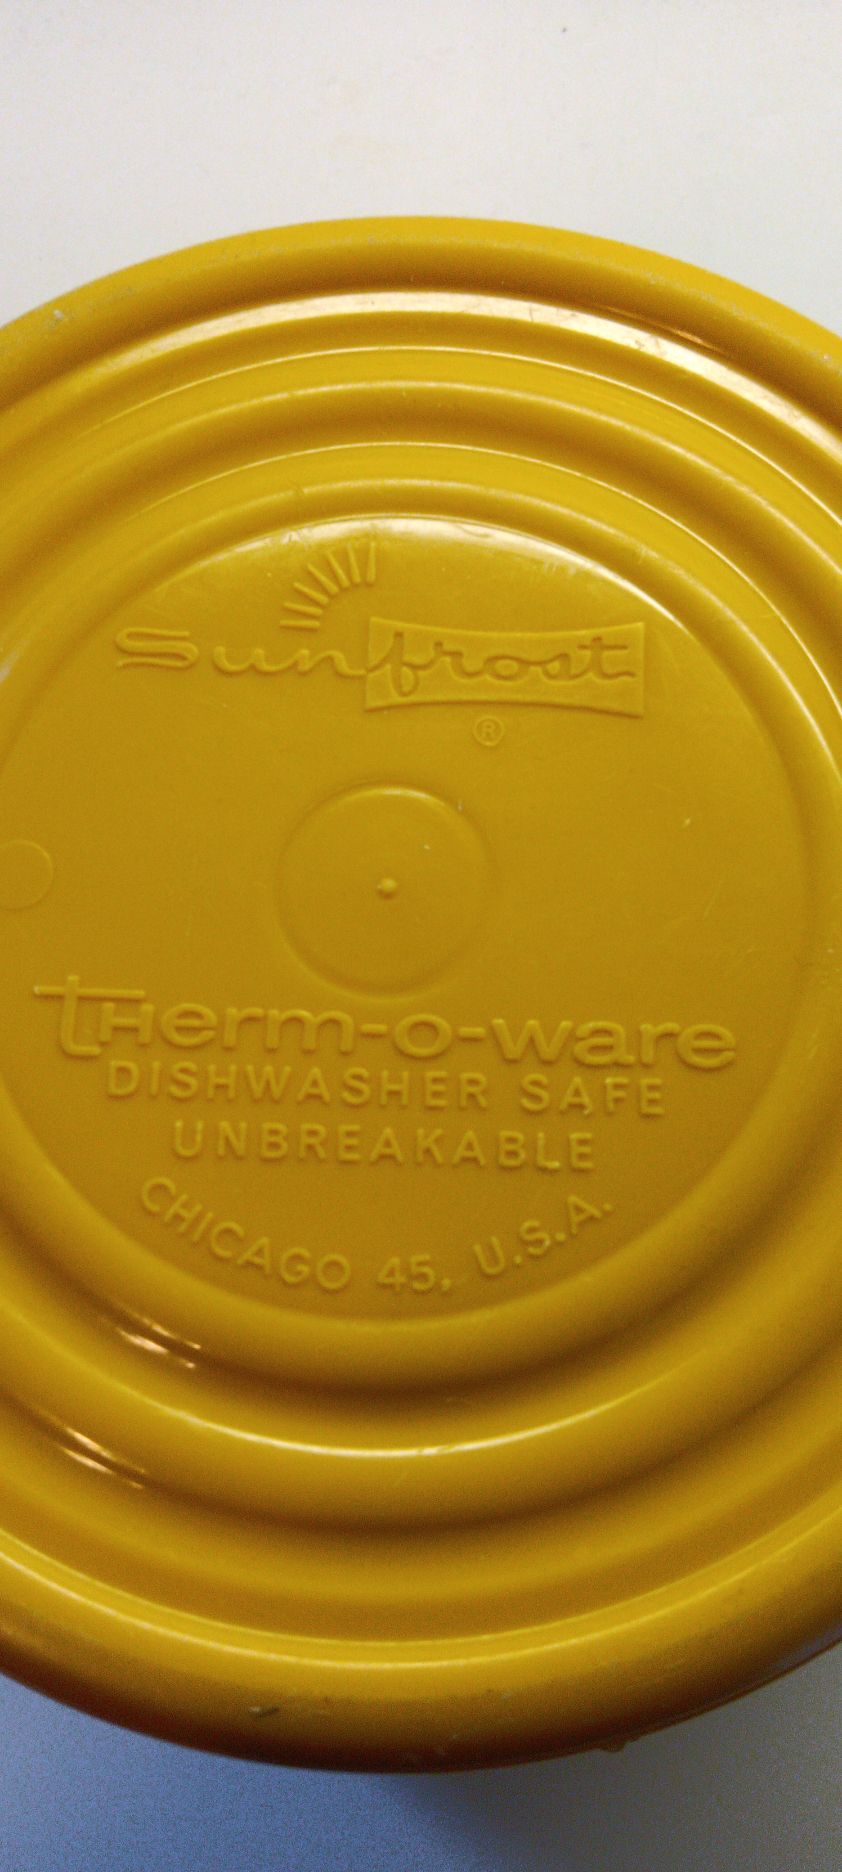 Sunfrost
®
THerm-o-ware
DISHWASHER SAFE
UNBREAKABLE
CHICAGO 45, U.S.A.